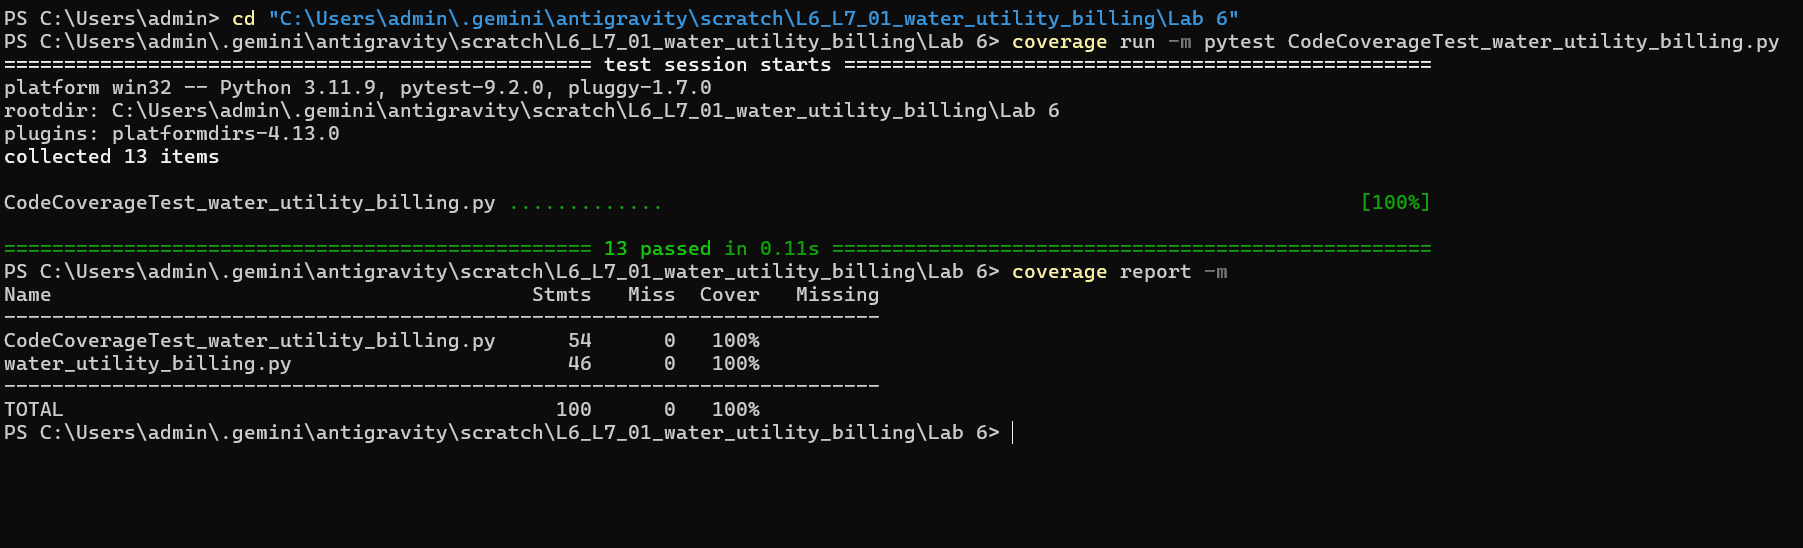 PS C:\Users\admin> cd "C:\Users\admin\.gemini\antigravity\scratch\L6_L7_01_water_utility_billing\Lab 6"
PS C:\Users\admin\.gemini\antigravity\scratch\L6_L7_01_water_utility_billing\Lab 6> coverage run -m pytest CodeCoverageTest_water_utility_billing.py
================================================= test session starts =================================================
platform win32 -- Python 3.11.9, pytest-9.2.0, pluggy-1.7.0
rootdir: C:\Users\admin\.gemini\antigravity\scratch\L6_L7_01_water_utility_billing\Lab 6
plugins: platformdirs-4.13.0
collected 13 items
CodeCoverageTest_water_utility_billing.py .............                                                          [100%]
================================================= 13 passed in 0.11s ==================================================
PS C:\Users\admin\.gemini\antigravity\scratch\L6_L7_01_water_utility_billing\Lab 6> coverage report -m
Name                                        Stmts   Miss  Cover   Missing
-------------------------------------------------------------------------
CodeCoverageTest_water_utility_billing.py      54      0   100%
water_utility_billing.py                       46      0   100%
-------------------------------------------------------------------------
TOTAL                                         100      0   100%
PS C:\Users\admin\.gemini\antigravity\scratch\L6_L7_01_water_utility_billing\Lab 6>